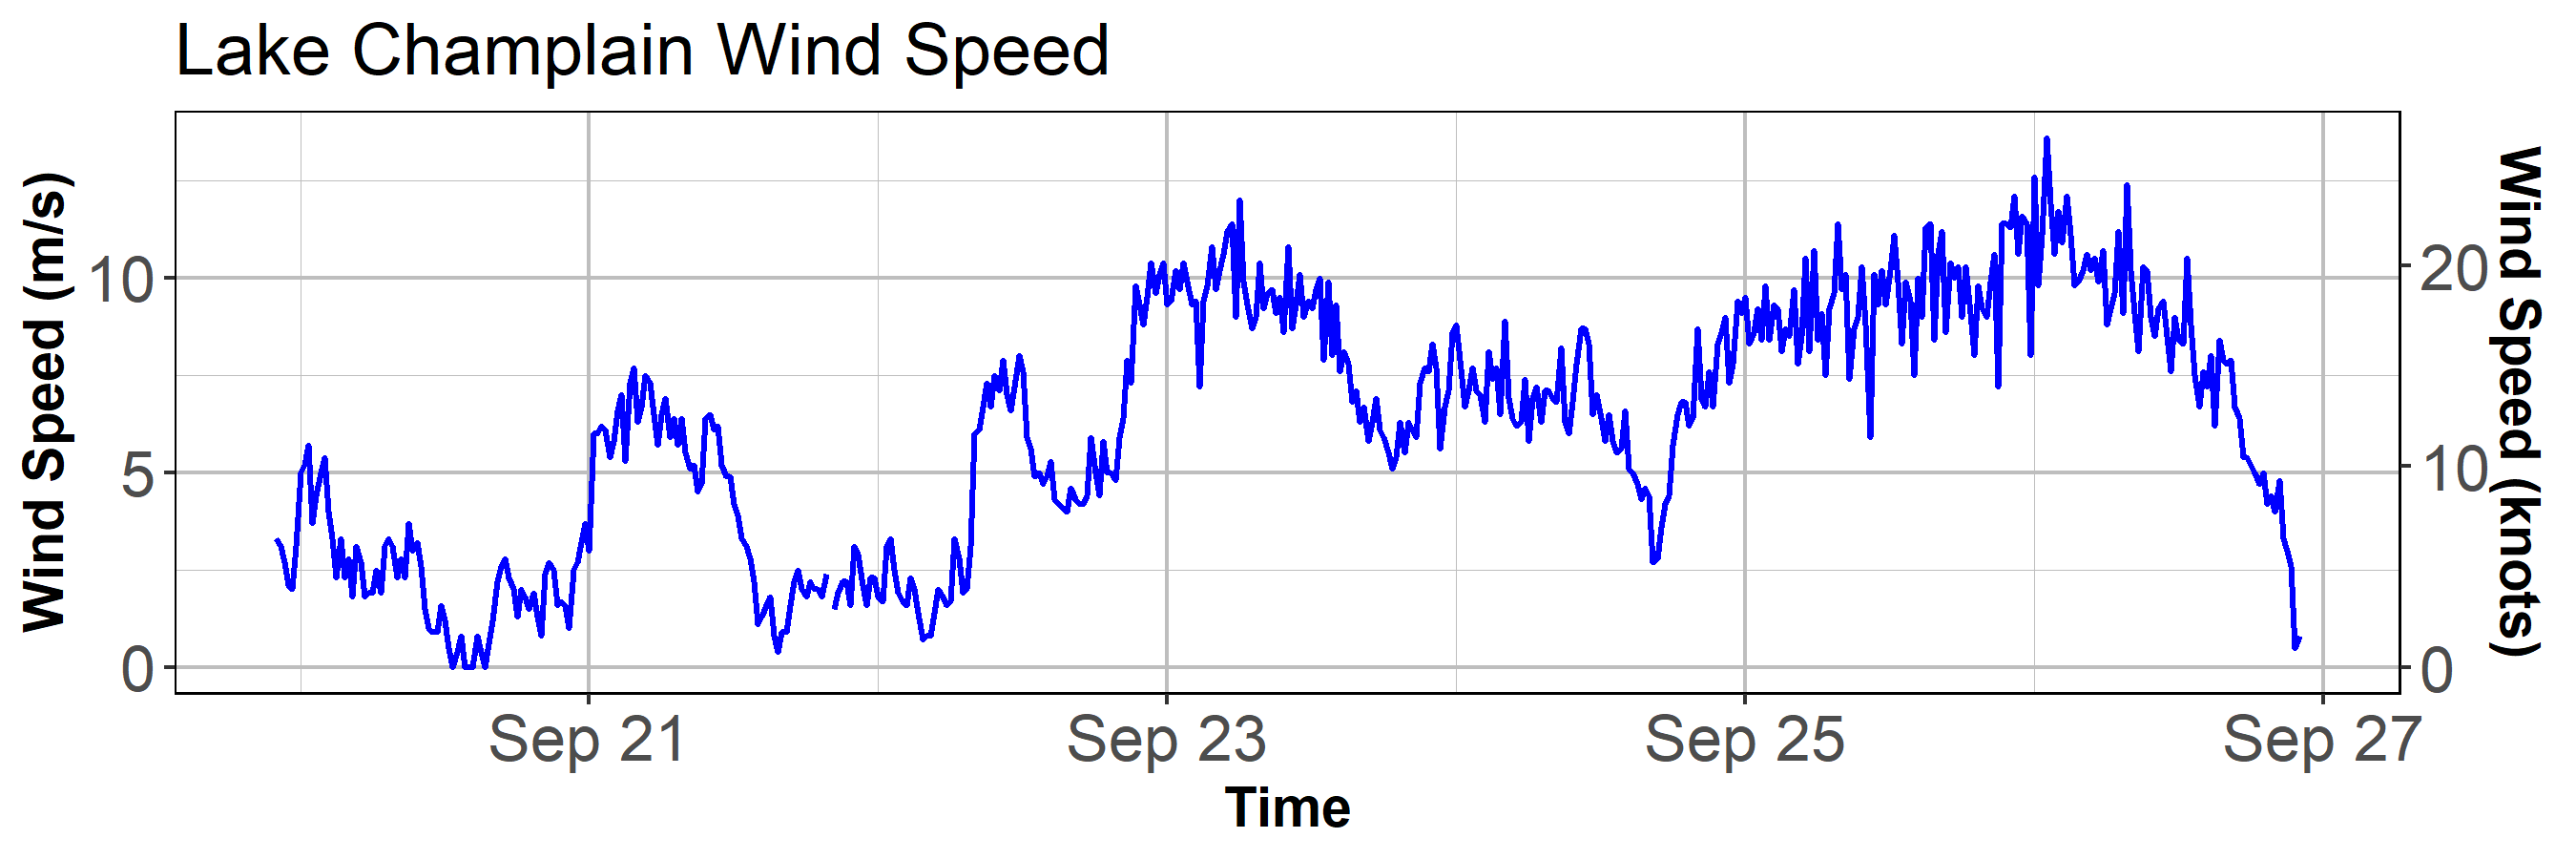 Lake Champlain Wind Speed
Wind Speed (m/s)
10
5
0
20
10
0
Wind Speed (knots)
Sep 21
Sep 23
Sep 25
Sep 27
Time